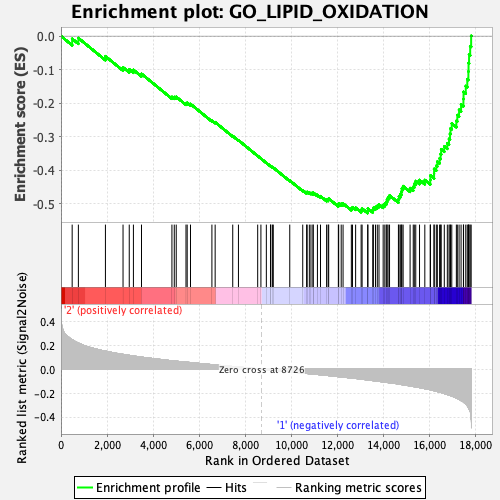 Enrichment plot: GO_LIPID_OXIDATION
Enrichment score (ES)
0.0
-0.1
-0.2
-0.3
-0.4
-0.5
'2' (positively correlated)
Ranked list metric (Signal2Noise)
0.4
0.2
0.0
-0.2
-0.4
Zero cross at 8726
'1' (negatively correlated)
0
2,000
4,000
6,000
8,000
10,000
12,000
14,000
16,000
18,000
Rank in Ordered Dataset
Enrichment profile
Hits
Ranking metric scores